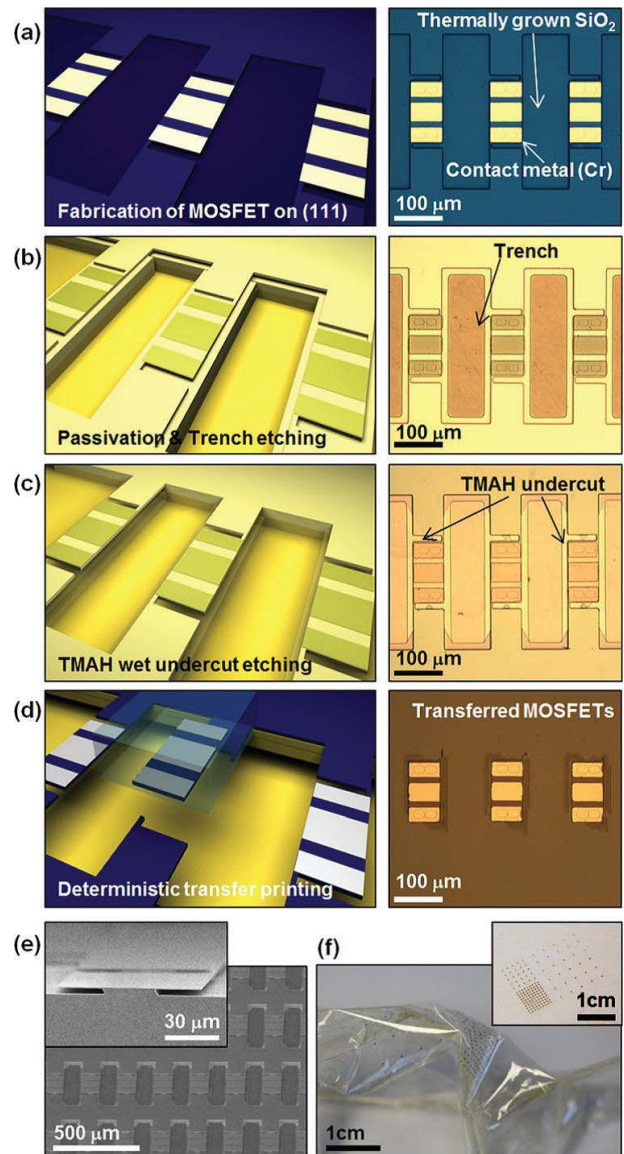 (a)
Fabrication of MOSFET on (111)
Thermally grown SiO2
Contact metal (Cr)
100 μm
(b)
Passivation & Trench etching
Trench
100 μm
(c)
TMAH wet undercut etching
TMAH undercut
100 μm
(d)
Deterministic transfer printing
Transferred MOSFETs
100 μm
(e)
30 μm
500 μm
(f)
1cm
1cm